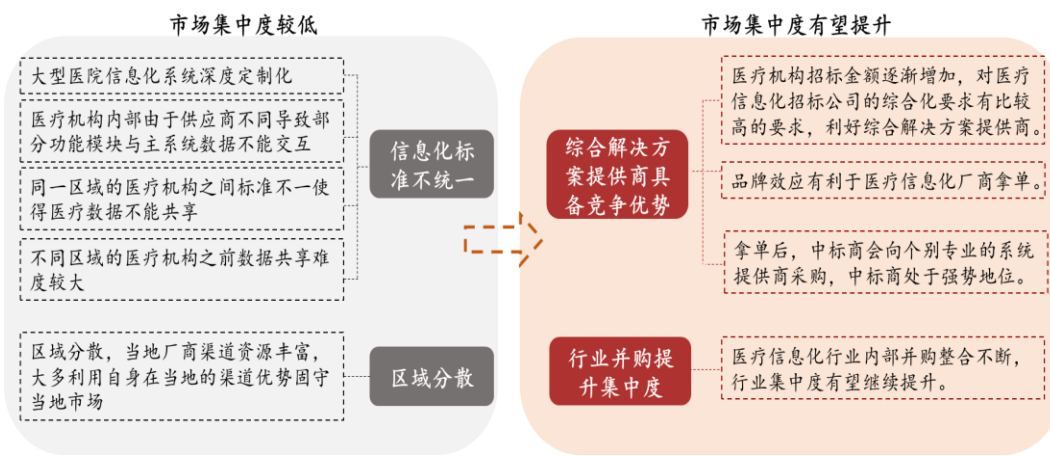 市场集中度较低
大型医院信息化系统深度定制化
医疗机构内部由于供应商不同导致部
分功能模块与主系统数据不能交互
同一区域的医疗机构之间标准不一使
得医疗数据不能共享
不同区域的医疗机构之前数据共享难
度较大
信息化标
准不统一
区域分散，当地厂商渠道资源丰富，
大多利用自身在当地的渠道优势固守
当地市场
区域分散
市场集中度有望提升
综合解决方
案提供商具
备竞争优势
医疗机构招标金额逐渐增加，对医疗
信息化招标公司的综合化要求有比较
高的要求，利好综合解决方案提供商。
品牌效应有利于医疗信息化厂商拿单。
拿单后，中标商会向个别专业的系统
提供商采购，中标商处于强势地位。
行业并购提
升集中度
医疗信息化行业内部并购整合不断，
行业集中度有望继续提升。